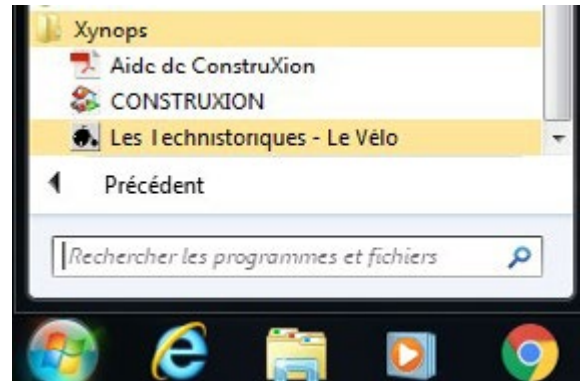 Xynops
Aide de ConstruXion
CONSTRUXION
Les Technistoriques - Le Vélo
Précédent
Rechercher les programmes et fichiers